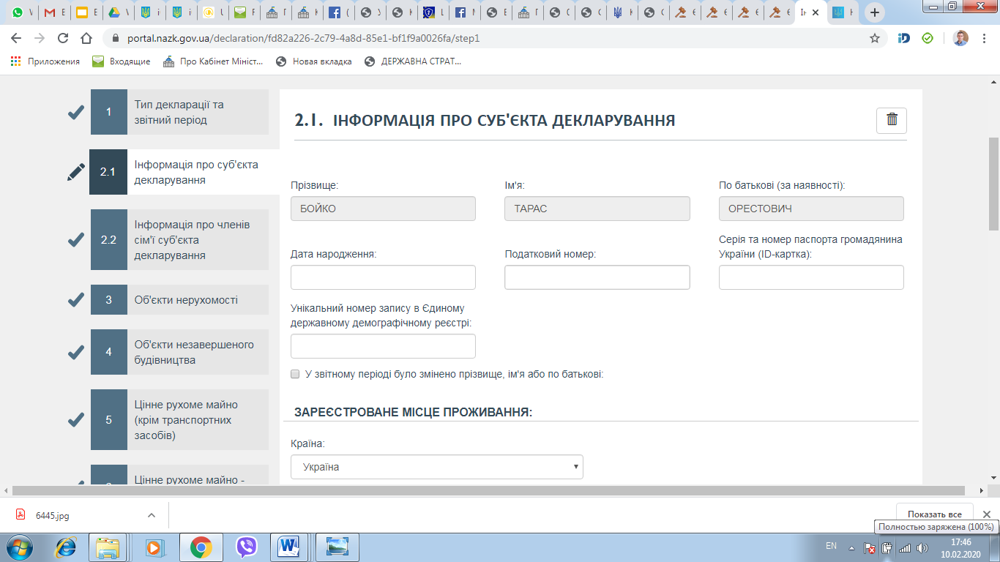 portal.nazk.gov.ua/declaration/fd82a226-2c79-4a8d-85e1-bf1f9a0026fa/step1
Приложения
Входящие
Про Кабінет Мініст...
Новая вкладка
ДЕРЖАВНА СТРАТ...
1
Тип декларації та
звітний період
2.1
Інформація про суб'єкта
декларування
2.2
Інформація про членів
сім'ї суб'єкта
декларування
3
Об'єкти нерухомості
4
Об'єкти незавершеного
будівництва
5
Цінне рухоме майно
(крім транспортних
засобів)
Цінне рухоме майно -
2.1. ІНФОРМАЦІЯ ПРО СУБ'ЄКТА ДЕКЛАРУВАННЯ
Прізвище:
Ім'я:
По батькові (за наявності):
БОЙКО
ТАРАС
ОРЕСТОВИЧ
Дата народження:
Податковий номер:
Серія та номер паспорта громадянина
України (ID-картка):
Унікальний номер запису в Єдиному
державному демографічному реєстрі:
У звітному періоді було змінено прізвище, ім'я або по батькові:
ЗАРЕЄСТРОВАНЕ МІСЦЕ ПРОЖИВАННЯ:
Країна:
Україна
6445.jpg
Показать все
Полностью заряжена (100%)
EN
17:46
10.02.2020